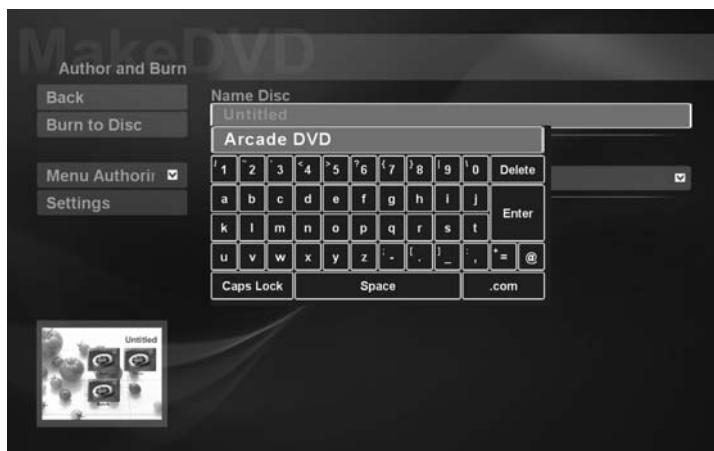 MakeDVD
Author and Burn
Back
Burn to Disc
Menu Authorin
Settings
Name Disc
Untitled
Arcade DVD
! 1 ~ 2 ' 3 < 4 > 5 ? 6 { 7 } 8 | 9 \ 0 Delete
a b c d e f g h i j
Enter
k l m n o p q r s t
u v w x y z ; - [ . ] _ : , + = @
Caps Lock Space .com
Untitled